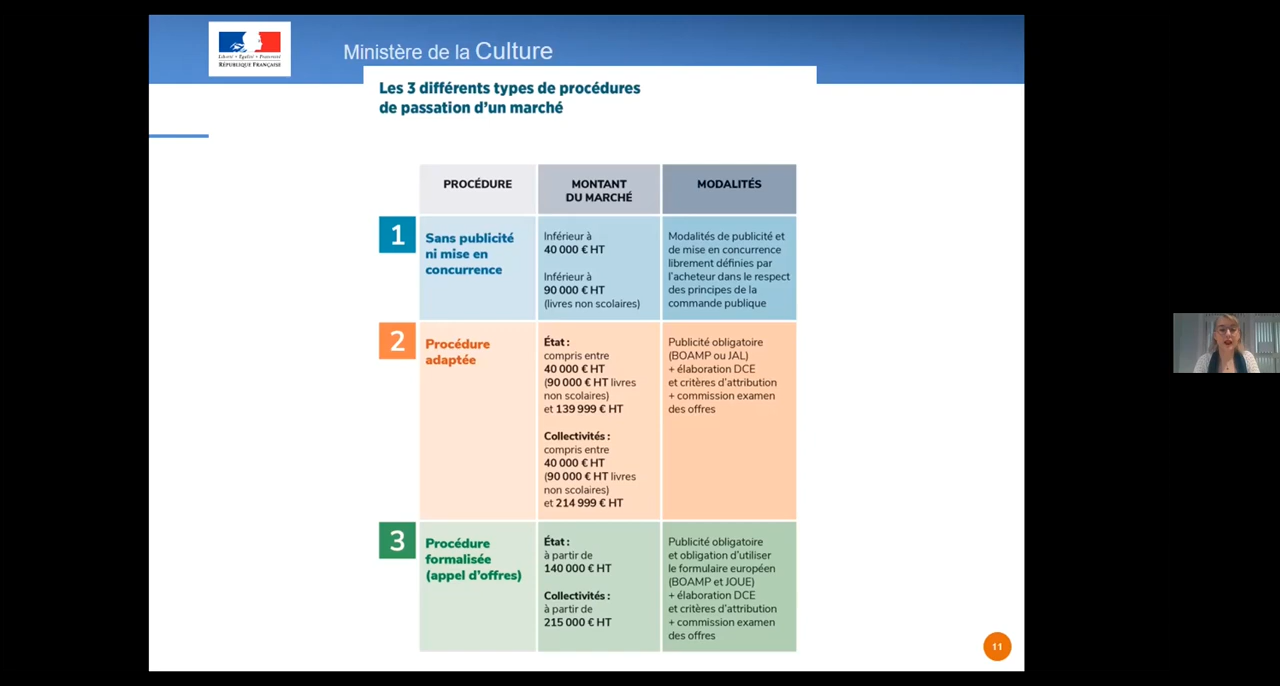 Liberté • Égalité • Fraternité
RÉPUBLIQUE FRANÇAISE
Ministère de la Culture
Les 3 différents types de procédures
de passation d'un marché
PROCÉDURE
MONTANT
DU MARCHÉ
MODALITÉS
1
Sans publicité
ni mise en
concurrence
Inférieur à
40 000 € HT
Inférieur à
90 000 € HT
(livres non scolaires)
Modalités de publicité et
de mise en concurrence
librement définies par
l'acheteur dans le respect
des principes de la
commande publique
2
Procédure
adaptée
État :
compris entre
40 000 € HT
(90 000 € HT livres
non scolaires)
et 139 999 € HT
Collectivités :
compris entre
40 000 € HT
(90 000 € HT livres
non scolaires)
et 214 999 € HT
Publicité obligatoire
(BOAMP ou JAL)
+ élaboration DCE
et critères d'attribution
+ commission examen
des offres
3
Procédure
formalisée
(appel d'offres)
État :
à partir de
140 000 € HT
Collectivités :
à partir de
215 000 € HT
Publicité obligatoire
et obligation d'utiliser
le formulaire européen
(BOAMP et JOUE)
+ élaboration DCE
et critères d'attribution
+ commission examen
des offres
11